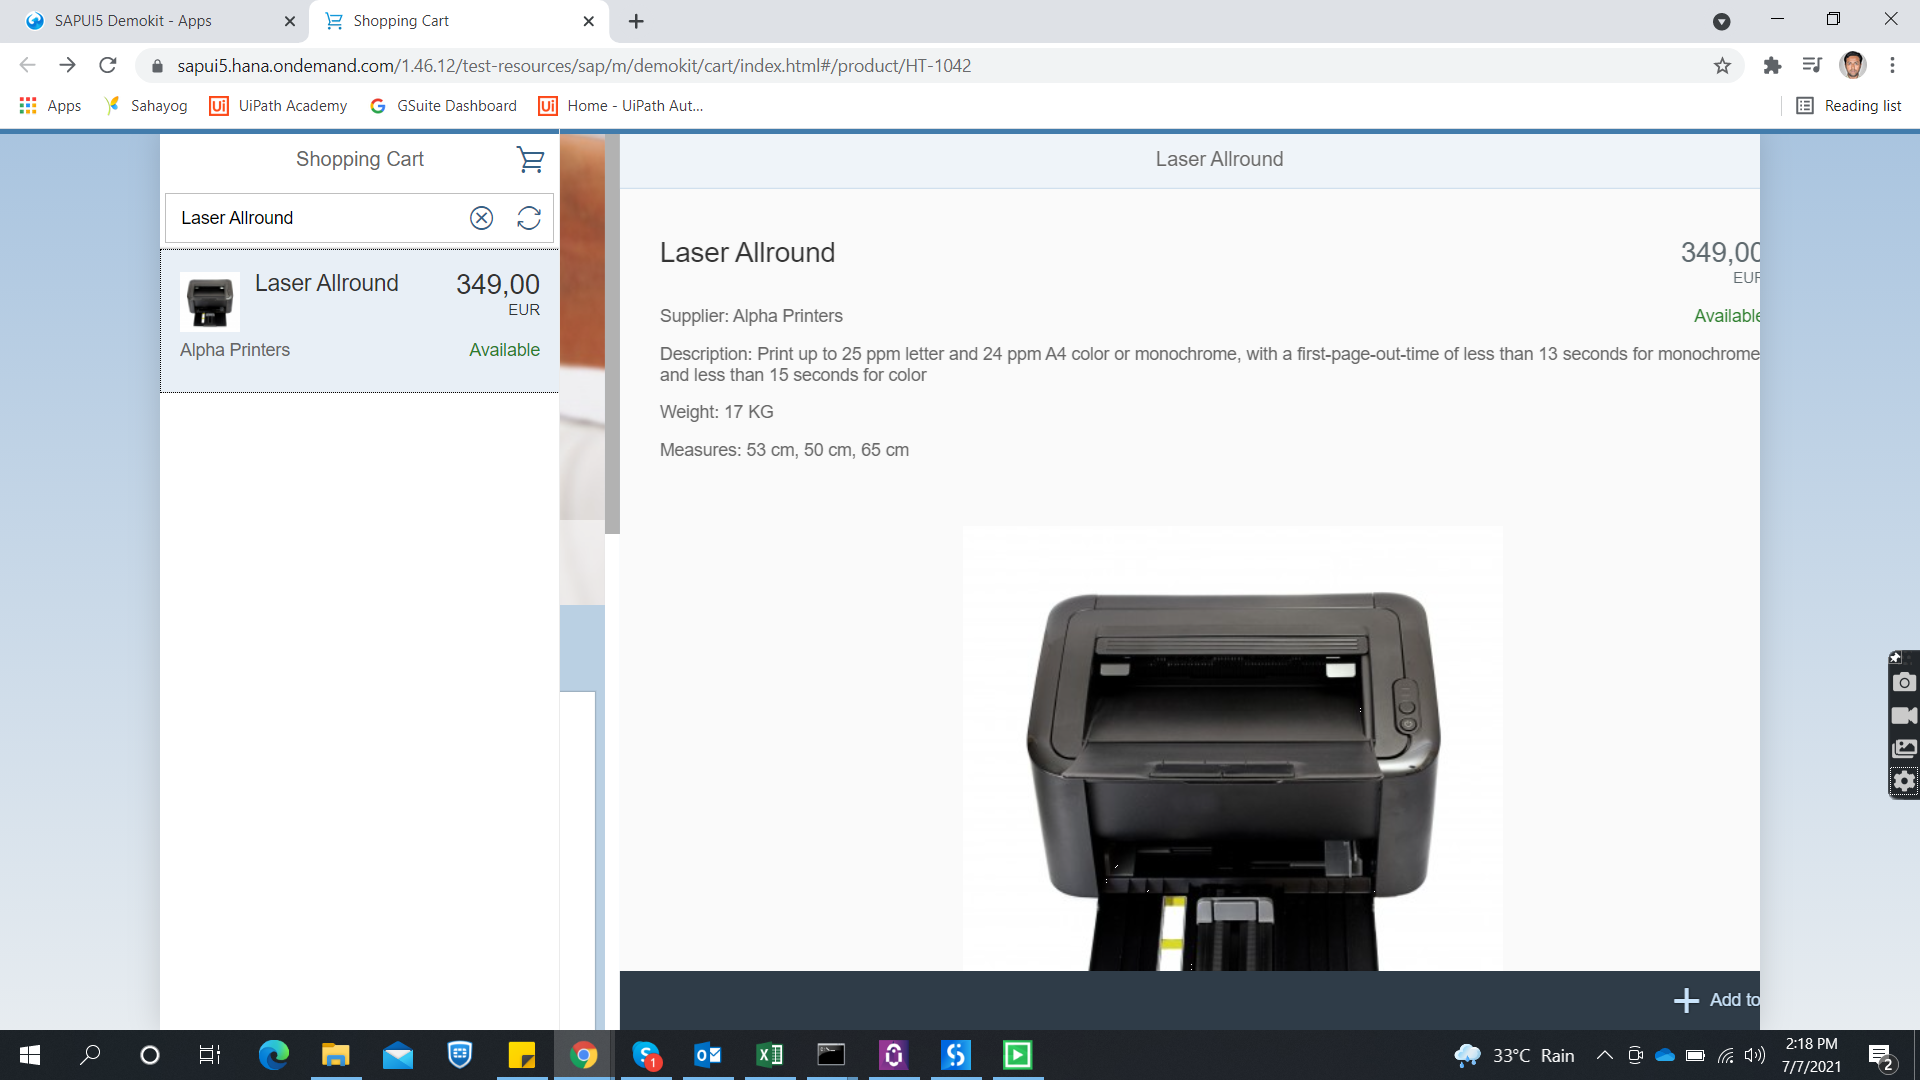 SAPUI5 Demokit - Apps
Shopping Cart
sapui5.hana.ondemand.com/1.46.12/test-resources/sap/m/demokit/cart/index.html#/product/HT-1042
Apps
Sahayog
Ui UiPath Academy
GSuite Dashboard
Ui Home - UiPath Aut...
Reading list
Shopping Cart
Laser Allround
Laser Allround
349,00
EUR
Alpha Printers
Available
Laser Allround
Laser Allround
349,00
EUR
Supplier: Alpha Printers
Available
Description: Print up to 25 ppm letter and 24 ppm A4 color or monochrome, with a first-page-out-time of less than 13 seconds for monochrome
and less than 15 seconds for color
Weight: 17 KG
Measures: 53 cm, 50 cm, 65 cm
Add to
1
33°C Rain
2:18 PM
7/7/2021
2